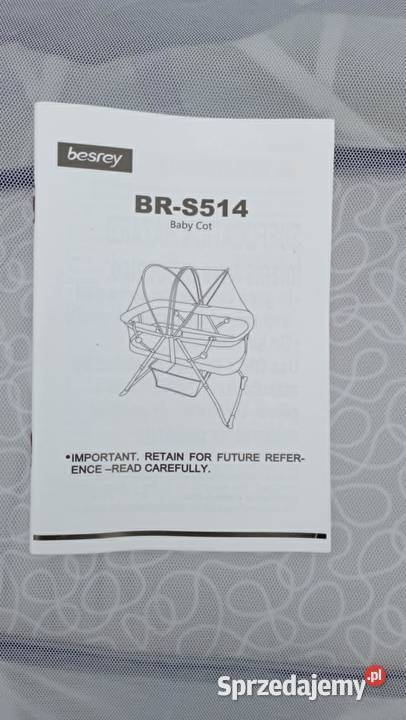 besrey
BR-S514
Baby Cot
•IMPORTANT. RETAIN FOR FUTURE REFER-
ENCE –READ CAREFULLY.
Sprzedajemy.pl